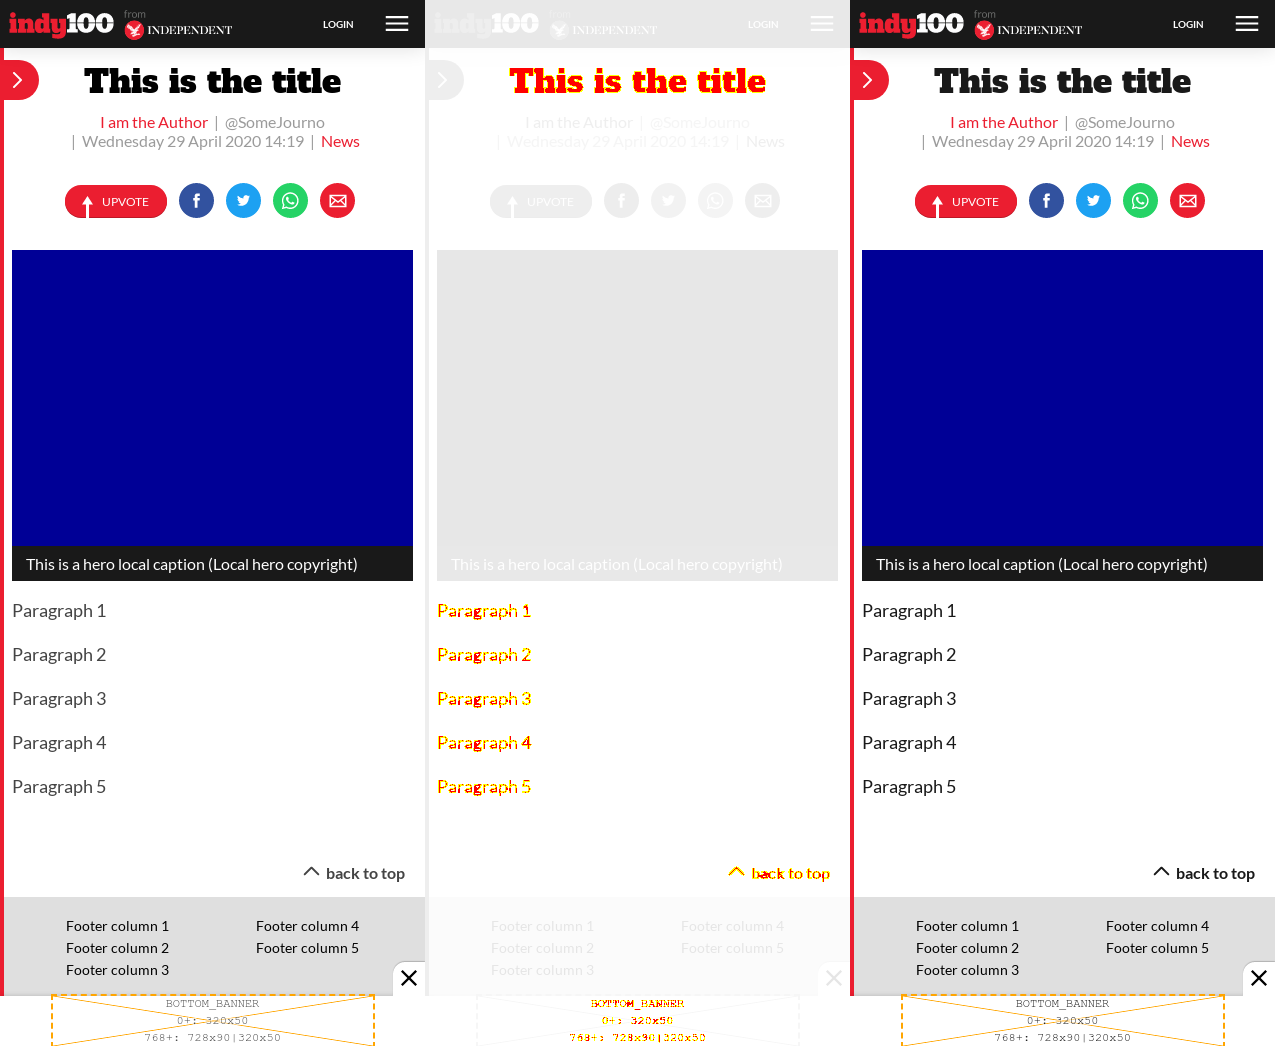 indy100 from INDEPENDENT LOGIN
This is the title
I am the Author | @SomeJourno
| Wednesday 29 April 2020 14:19 | News
UPVOTE
This is a hero local caption (Local hero copyright)
Paragraph 1
Paragraph 2
Paragraph 3
Paragraph 4
Paragraph 5
back to top
Footer column 1 Footer column 4
Footer column 2 Footer column 5
Footer column 3
BOTTOM_BANNER
0+: 320x50
768+: 728x90|320x50
indy100 from INDEPENDENT LOGIN
This is the title
I am the Author | @SomeJourno
| Wednesday 29 April 2020 14:19 | News
UPVOTE
This is a hero local caption (Local hero copyright)
Paragraph 1
Paragraph 2
Paragraph 3
Paragraph 4
Paragraph 5
back to top
Footer column 1 Footer column 4
Footer column 2 Footer column 5
Footer column 3
BOTTOM_BANNER
0+: 320x50
768+: 728x90|320x50
indy100 from INDEPENDENT LOGIN
This is the title
I am the Author | @SomeJourno
| Wednesday 29 April 2020 14:19 | News
UPVOTE
This is a hero local caption (Local hero copyright)
Paragraph 1
Paragraph 2
Paragraph 3
Paragraph 4
Paragraph 5
back to top
Footer column 1 Footer column 4
Footer column 2 Footer column 5
Footer column 3
BOTTOM_BANNER
0+: 320x50
768+: 728x90|320x50